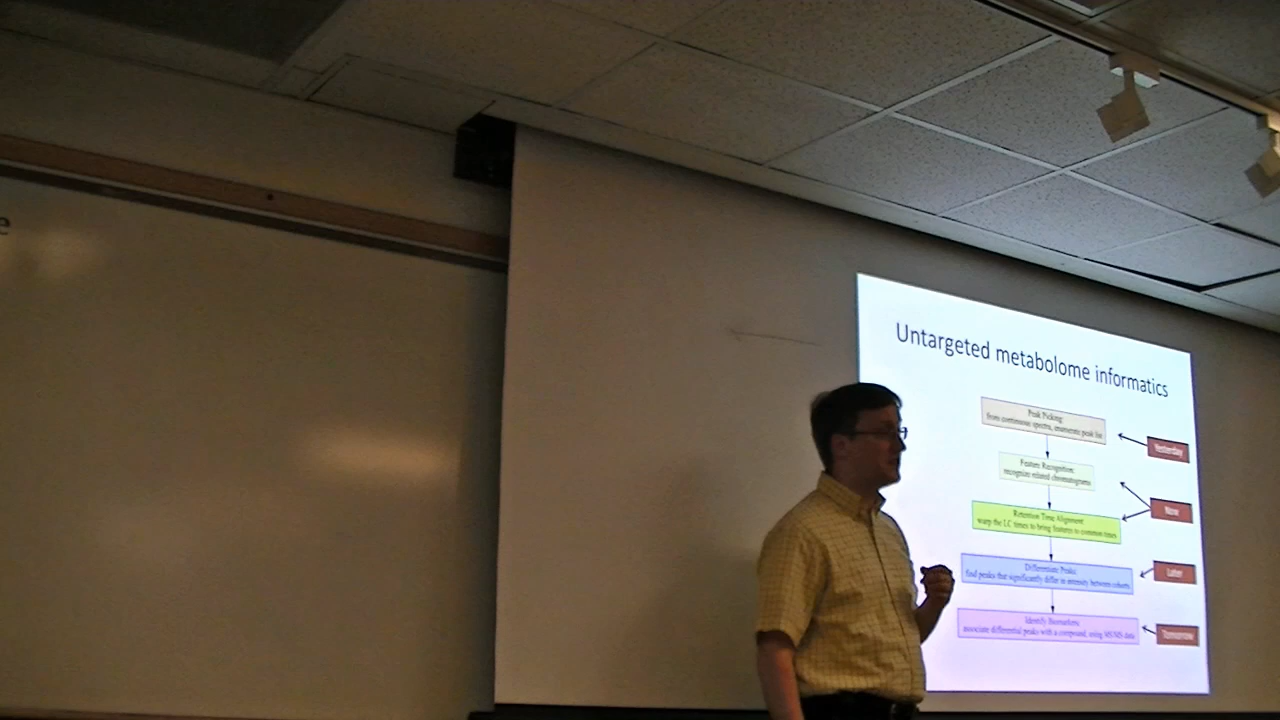 e
Untargeted metabolome informatics
Peak Picking:
from continuous spectra, enumerate peak list
Yesterday
Feature Recognition:
recognize related chromatograms
Now
Retention Time Alignment:
warp the LC times to bring features to common times
Differentiate Peaks:
find peaks that significantly differ in intensity between cohorts
Later
Identify Biomarkers:
associate differential peaks with a compound, using MS/MS data
Tomorrow